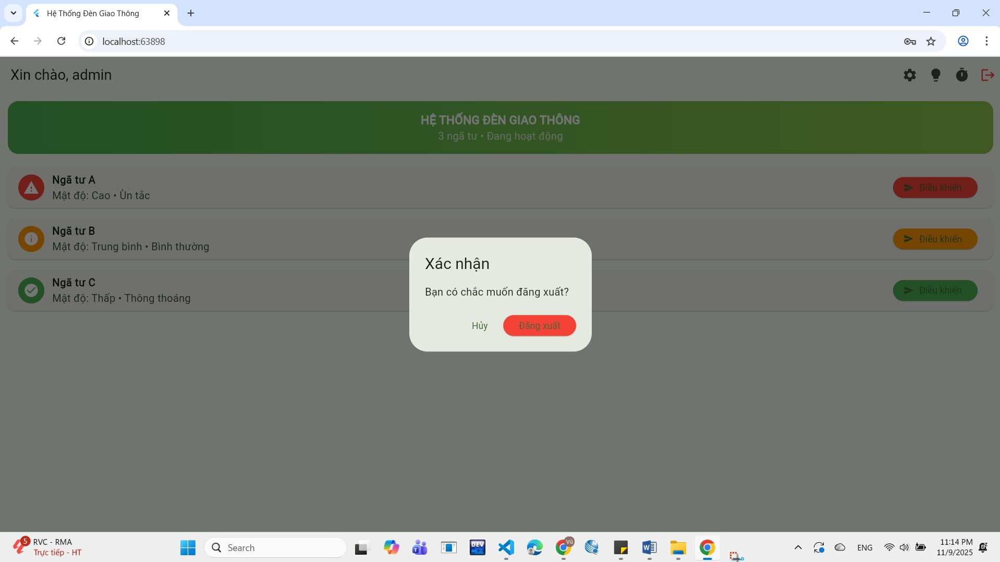 Hệ Thống Đèn Giao Thông
localhost:63898
Xin chào, admin
HỆ THỐNG ĐÈN GIAO THÔNG
3 ngã tư • Đang hoạt động
Ngã tư A
Mật độ: Cao • Ùn tắc
Điều khiển
Ngã tư B
Mật độ: Trung bình • Bình thường
Điều khiển
Ngã tư C
Mật độ: Thấp • Thông thoáng
Điều khiển
Xác nhận
Bạn có chắc muốn đăng xuất?
Hủy
Đăng xuất
5
RVC - RMA
Trực tiếp - HT
Search
T
DEV
C++
Vũ
W
ENG
11:14 PM
11/9/2025